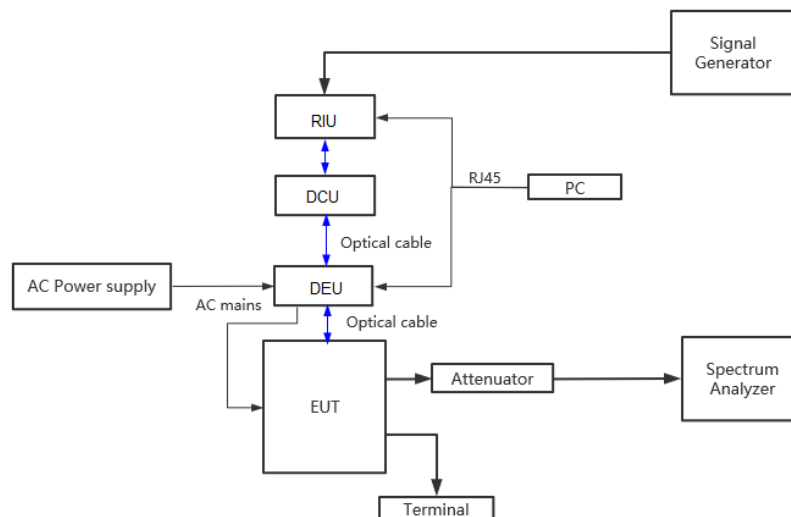 Signal
Generator
RIU
RJ45
PC
DCU
Optical cable
AC Power supply
DEU
AC mains
Optical cable
EUT
Attenuator
Spectrum
Analyzer
Terminal